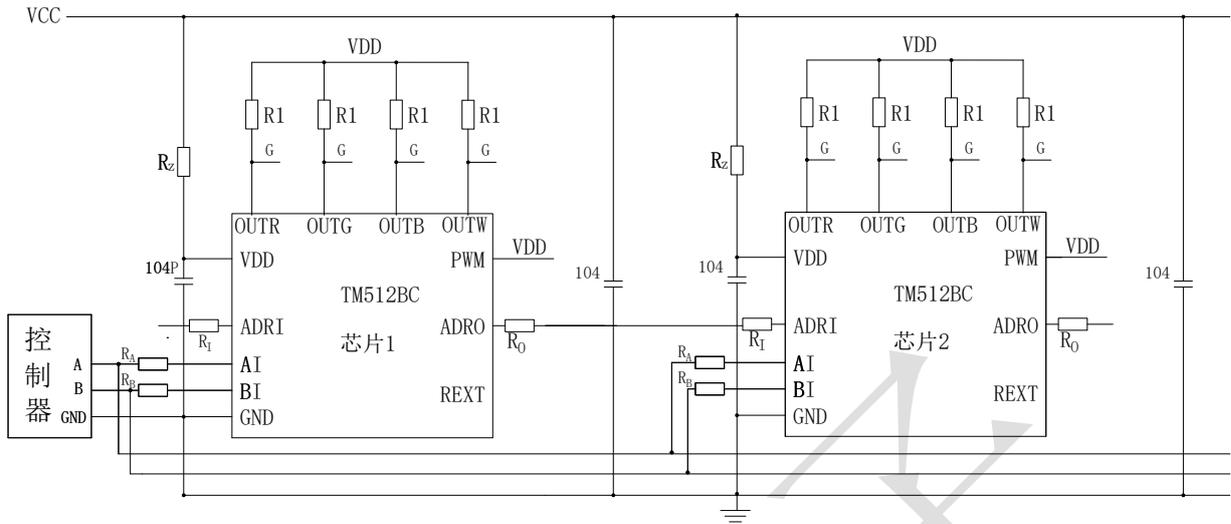 VCC
VDD
VDD
R1 R1 R1 R1
R1 R1 R1 R1
G G G G
G G G G
Rz
Rz
OUTR OUTG OUTB OUTW
OUTR OUTG OUTB OUTW
VDD PWM VDD
VDD PWM VDD
104P
104
104
104
TM512BC
TM512BC
RI ADRI ADRO RO
RI ADRI ADRO RO
芯片1
芯片2
控制器
A RA AI
B RB BI
GND GND
REXT
RA AI
RB BI
GND
REXT